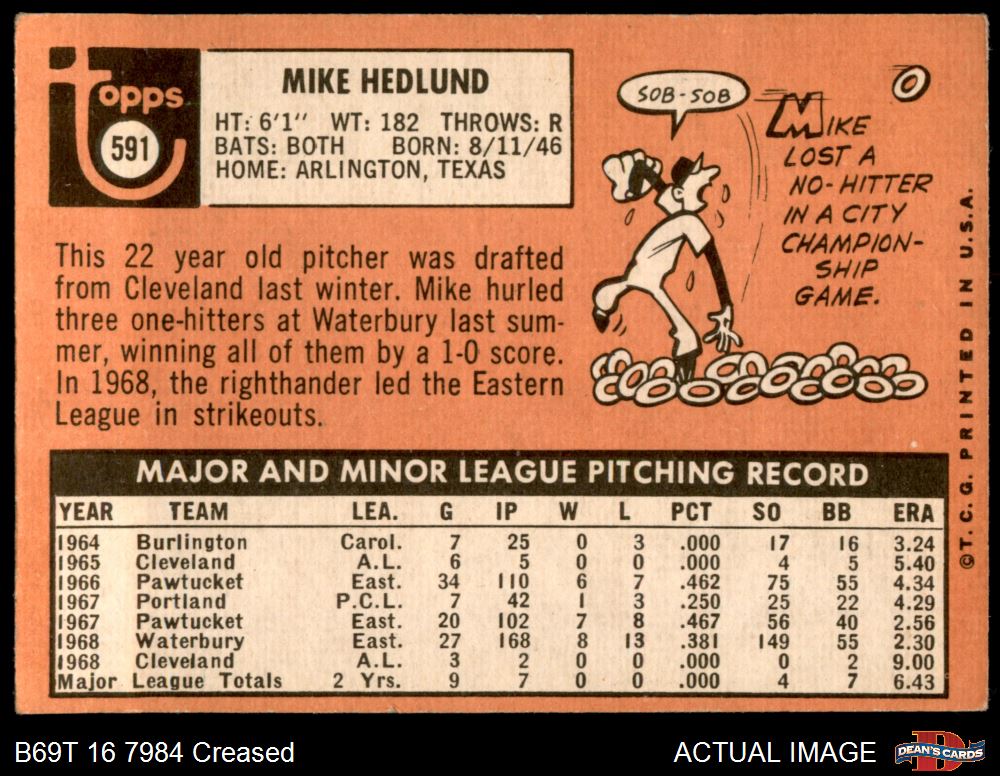 topps
591
MIKE HEDLUND
HT: 6'1" WT: 182 THROWS: R
BATS: BOTH BORN: 8/11/46
HOME: ARLINGTON, TEXAS
This 22 year old pitcher was drafted
from Cleveland last winter. Mike hurled
three one-hitters at Waterbury last sum-
mer, winning all of them by a 1-0 score.
In 1968, the righthander led the Eastern
League in strikeouts.
SOB-SOB
MIKE
LOST A
NO-HITTER
IN A CITY
CHAMPION-
SHIP
GAME.
MAJOR AND MINOR LEAGUE PITCHING RECORD
YEAR TEAM LEA. G IP W L PCT SO BB ERA
1964 Burlington Carol. 7 25 0 3 .000 17 16 3.24
1965 Cleveland A.L. 6 5 0 0 .000 4 5 5.40
1966 Pawtucket East. 34 110 6 7 .462 75 55 4.34
1967 Portland P.C.L. 7 42 1 3 .250 25 22 4.29
1967 Pawtucket East. 20 102 7 8 .467 56 40 2.56
1968 Waterbury East. 27 168 8 13 .381 149 55 2.30
1968 Cleveland A.L. 3 2 0 0 .000 0 2 9.00
Major League Totals 2 Yrs. 9 7 0 0 .000 4 7 6.43
©T.C.G. PRINTED IN U.S.A.
B69T 16 7984 Creased
ACTUAL IMAGE
DEAN'S CARDS